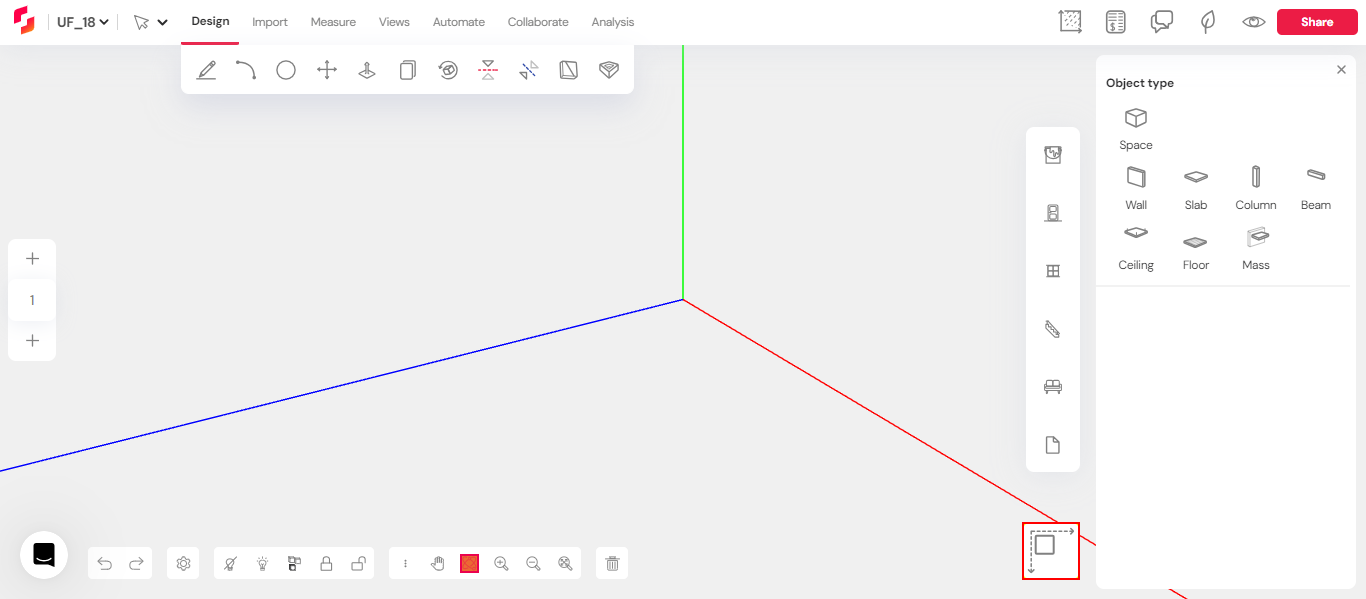 UF_18
Design
Import
Measure
Views
Automate
Collaborate
Analysis
Share
Object type
Space
Wall
Slab
Column
Beam
Ceiling
Floor
Mass
1